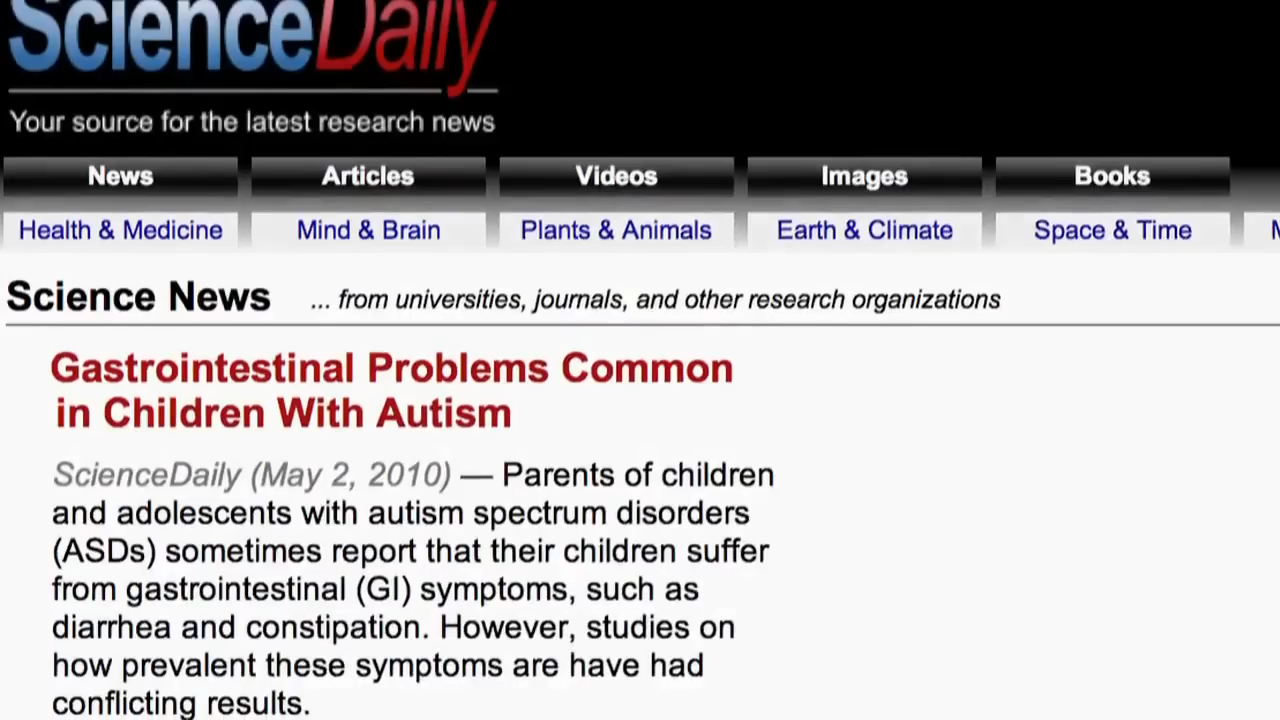 ScienceDaily
Your source for the latest research news
News Articles Videos Images Books
Health & Medicine Mind & Brain Plants & Animals Earth & Climate Space & Time
Science News ... from universities, journals, and other research organizations
Gastrointestinal Problems Common
in Children With Autism
ScienceDaily (May 2, 2010) — Parents of children
and adolescents with autism spectrum disorders
(ASDs) sometimes report that their children suffer
from gastrointestinal (GI) symptoms, such as
diarrhea and constipation. However, studies on
how prevalent these symptoms are have had
conflicting results.